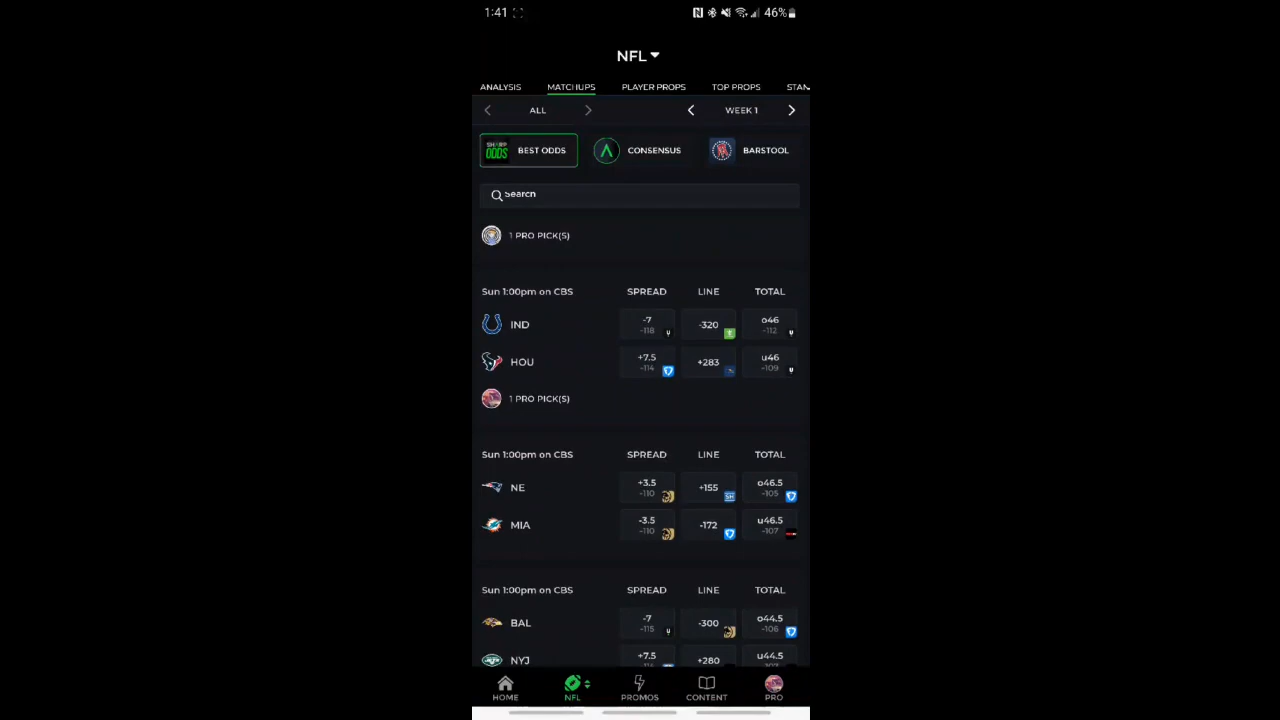 1:41 46%
NFL
ANALYSIS MATCHUPS PLAYER PROPS TOP PROPS STAN
ALL WEEK 1
SHARP ODDS BEST ODDS CONSENSUS BARSTOOL
Search
1 PRO PICK(S)
Sun 1:00pm on CBS SPREAD LINE TOTAL
IND -7 -118 -320 o46 -112
HOU +7.5 -114 +283 u46 -109
1 PRO PICK(S)
Sun 1:00pm on CBS SPREAD LINE TOTAL
NE +3.5 -110 +155 o46.5 -105
MIA -3.5 -110 -172 u46.5 -107
Sun 1:00pm on CBS SPREAD LINE TOTAL
BAL -7 -115 -300 o44.5 -106
NYJ +7.5 +280 u44.5
HOME NFL PROMOS CONTENT PRO